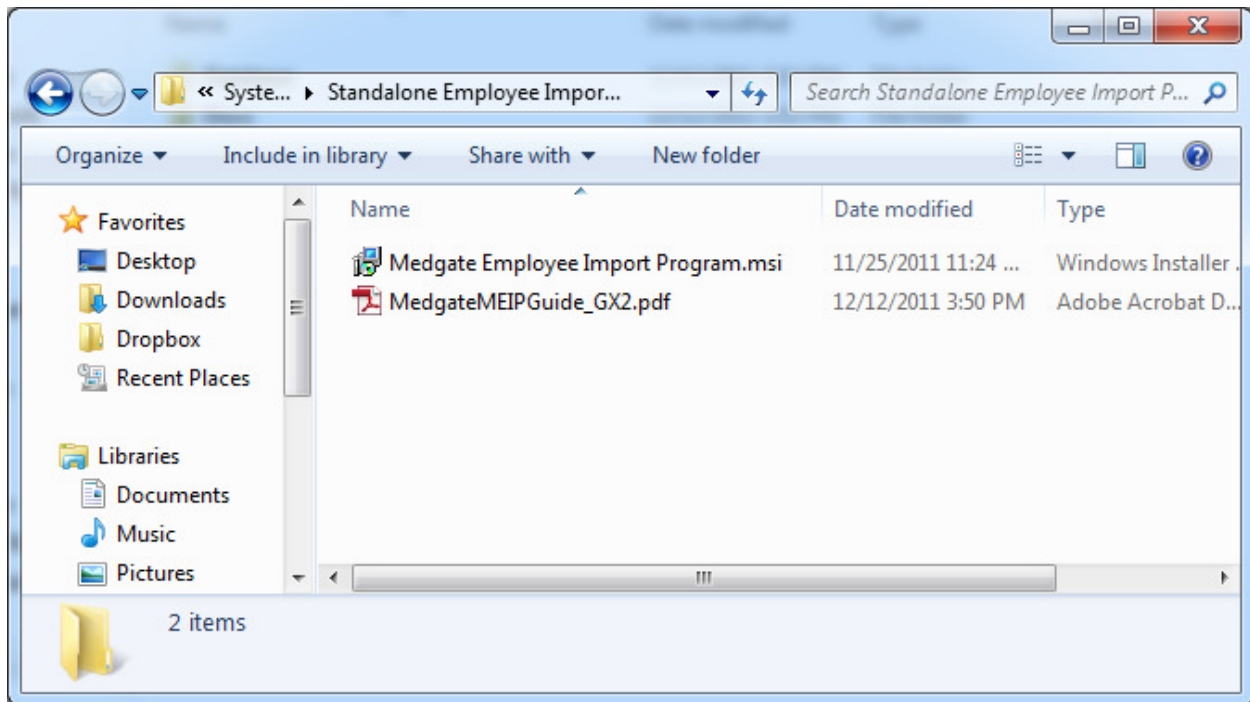 « Syste... Standalone Employee Impor... Search Standalone Employee Import P...
Organize Include in library Share with New folder
Name Date modified Type
Favorites
Desktop
Downloads
Dropbox
Recent Places
Libraries
Documents
Music
Pictures
Medgate Employee Import Program.msi 11/25/2011 11:24 ... Windows Installer .
MedgateMEIPGuide_GX2.pdf 12/12/2011 3:50 PM Adobe Acrobat D...
2 items